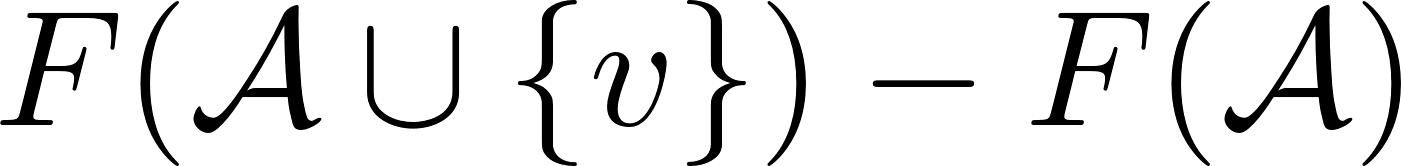 F(𝒜 ∪ {v}) − F(𝒜)